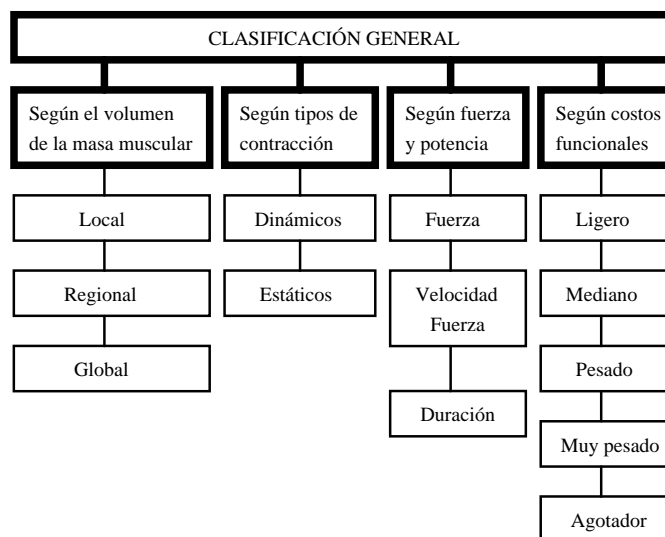 CLASIFICACIÓN GENERAL
Según el volumen
de la masa muscular
Local
Regional
Global
Según tipos de
contracción
Dinámicos
Estáticos
Según fuerza
y potencia
Fuerza
Velocidad
Fuerza
Duración
Según costos
funcionales
Ligero
Mediano
Pesado
Muy pesado
Agotador